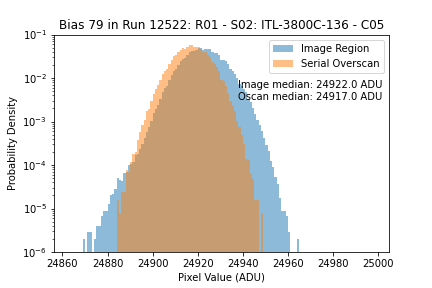 Bias 79 in Run 12522: R01 - S02: ITL-3800C-136 - C05
10⁻¹
10⁻²
10⁻³
10⁻⁴
10⁻⁵
10⁻⁶
Probability Density
Image Region
Serial Overscan
Image median: 24922.0 ADU
Oscan median: 24917.0 ADU
24860 24880 24900 24920 24940 24960 24980 25000
Pixel Value (ADU)